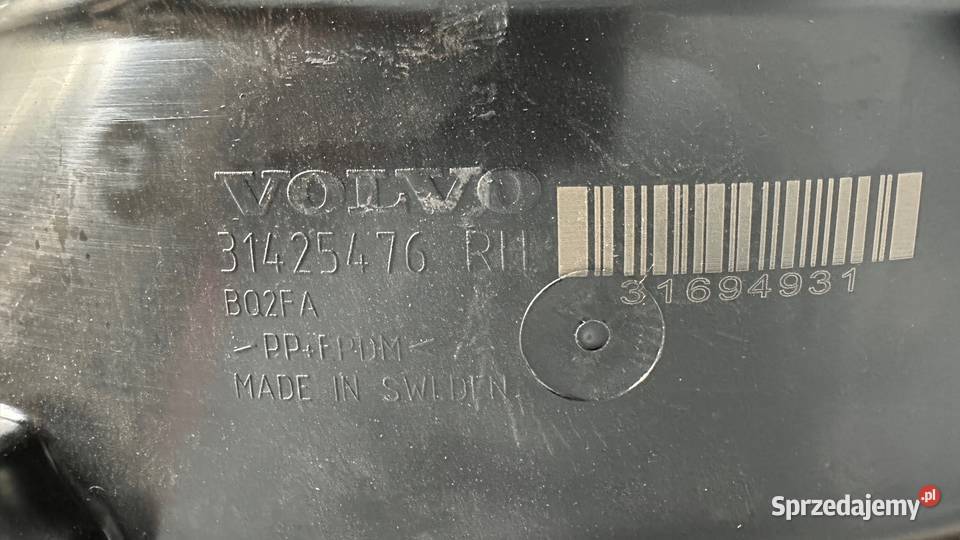 VOLVO
31425476 RH
31694931
BQ2FA
>PP+EPDM<
MADE IN SWEDEN
Sprzedajemy.pl